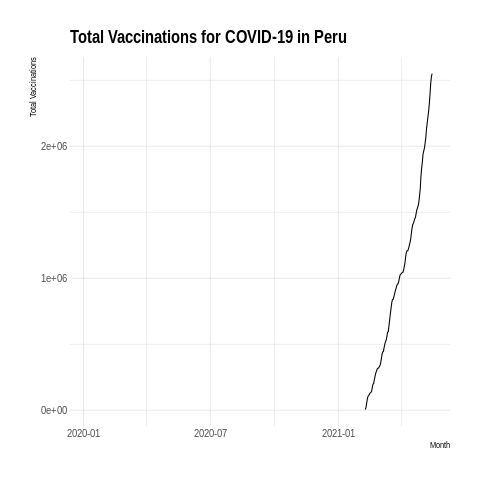 Total Vaccinations for COVID-19 in Peru
Total Vaccinations
2e+06
1e+06
0e+00
2020-01 2020-07 2021-01
Month